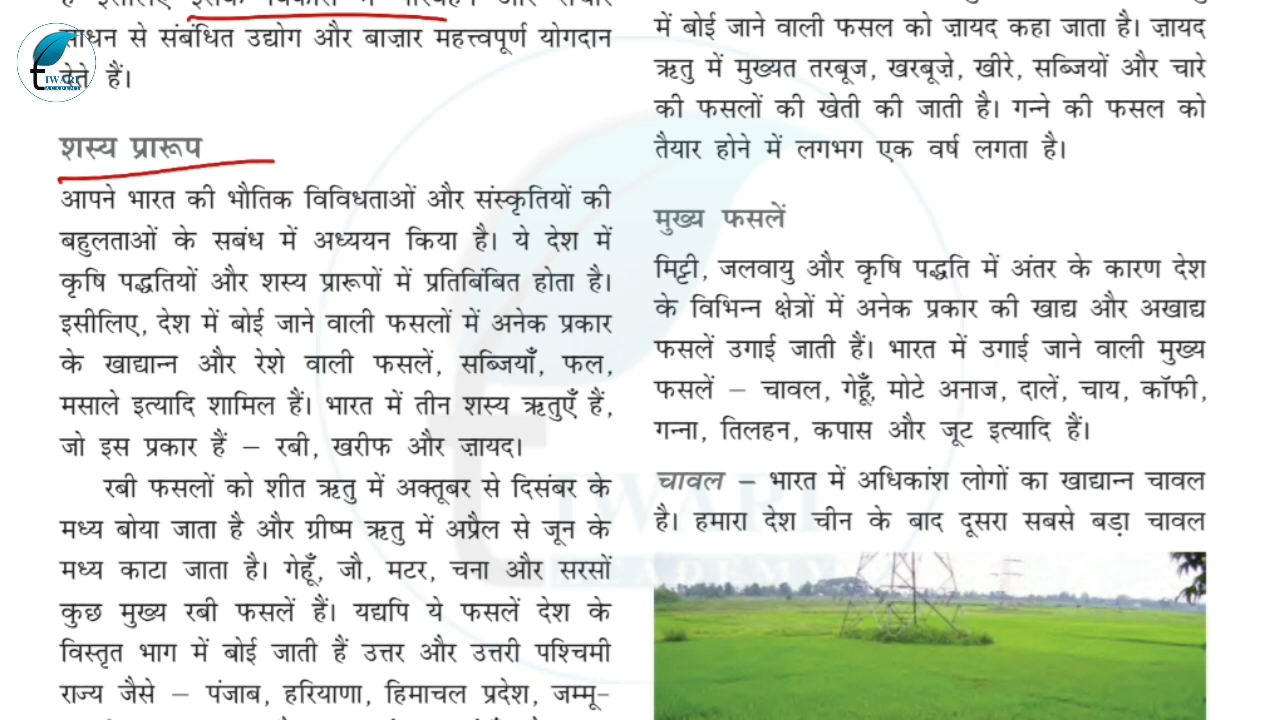 साधन से संबंधित उद्योग और बाज़ार महत्त्वपूर्ण योगदान
देते हैं।
शस्य प्रारूप
आपने भारत की भौतिक विविधताओं और संस्कृतियों की
बहुलताओं के सबंध में अध्ययन किया है। ये देश में
कृषि पद्धतियों और शस्य प्रारूपों में प्रतिबिंबित होता है।
इसीलिए, देश में बोई जाने वाली फसलों में अनेक प्रकार
के खाद्यान्न और रेशे वाली फसलें, सब्जियाँ, फल,
मसाले इत्यादि शामिल हैं। भारत में तीन शस्य ऋतुएँ हैं,
जो इस प्रकार हैं – रबी, खरीफ और ज़ायद।
रबी फसलों को शीत ऋतु में अक्तूबर से दिसंबर के
मध्य बोया जाता है और ग्रीष्म ऋतु में अप्रैल से जून के
मध्य काटा जाता है। गेहूँ, जौ, मटर, चना और सरसों
कुछ मुख्य रबी फसलें हैं। यद्यपि ये फसलें देश के
विस्तृत भाग में बोई जाती हैं उत्तर और उत्तरी पश्चिमी
राज्य जैसे – पंजाब, हरियाणा, हिमाचल प्रदेश, जम्मू-
में बोई जाने वाली फसल को ज़ायद कहा जाता है। ज़ायद
ऋतु में मुख्यत तरबूज, खरबूजे, खीरे, सब्जियों और चारे
की फसलों की खेती की जाती है। गन्ने की फसल को
तैयार होने में लगभग एक वर्ष लगता है।
मुख्य फसलें
मिट्टी, जलवायु और कृषि पद्धति में अंतर के कारण देश
के विभिन्न क्षेत्रों में अनेक प्रकार की खाद्य और अखाद्य
फसलें उगाई जाती हैं। भारत में उगाई जाने वाली मुख्य
फसलें – चावल, गेहूँ, मोटे अनाज, दालें, चाय, कॉफी,
गन्ना, तिलहन, कपास और जूट इत्यादि हैं।
चावल – भारत में अधिकांश लोगों का खाद्यान्न चावल
है। हमारा देश चीन के बाद दूसरा सबसे बड़ा चावल
TIWARI
ACADEMY